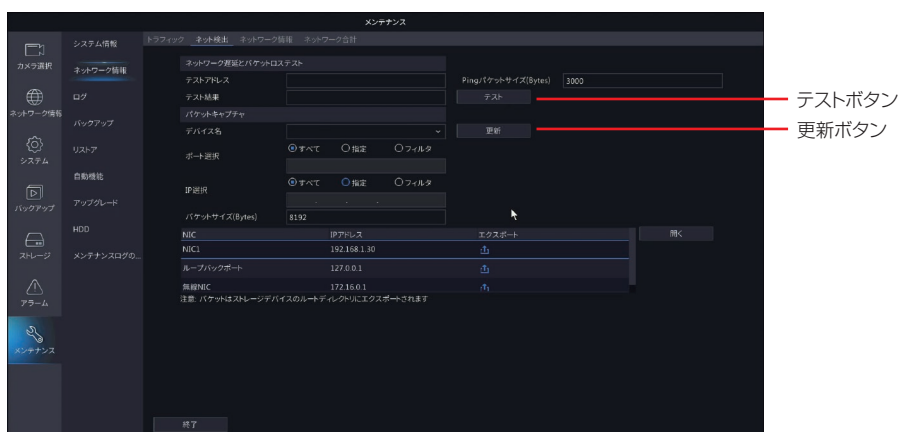 メンテナンス
カメラ選択
ネットワーク情報
システム
バックアップ
ストレージ
アラーム
メンテナンス
システム情報
ネットワーク情報
ログ
バックアップ
リストア
自動機能
アップグレード
HDD
メンテナンスログの...
トラフィック ネット検出 ネットワーク情報 ネットワーク合計
ネットワーク遅延とパケットロステスト
テストアドレス Pingパケットサイズ(Bytes) 3000
テスト結果 テスト
パケットキャプチャ
デバイス名 更新
ポート選択 すべて 指定 フィルタ
IP選択 すべて 指定 フィルタ
パケットサイズ(Bytes) 8192
NIC IPアドレス エクスポート 開く
NIC1 192.168.1.30
ループバックポート 127.0.0.1
無線NIC 172.16.0.1
注意: パケットはストレージデバイスのルートディレクトリにエクスポートされます
終了
テストボタン
更新ボタン